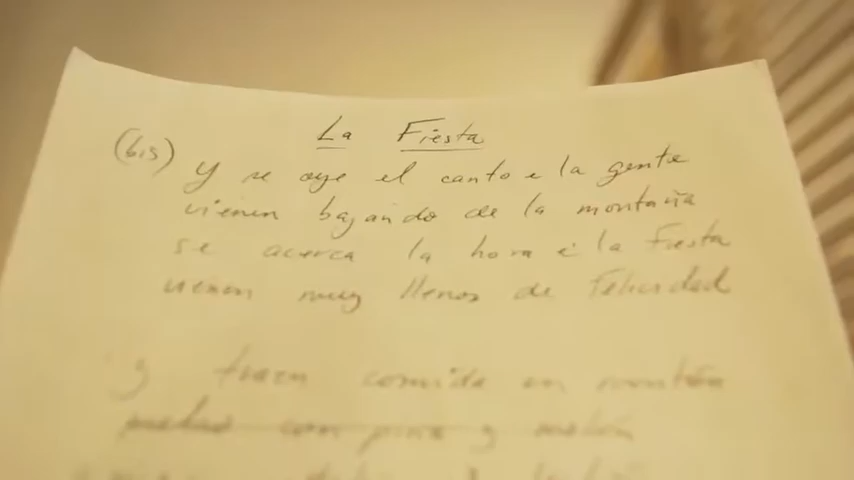 La Fiesta
(bis)
Y se oye el canto e la gente
vienen bajando de la montaña
se acerca la hora e la Fiesta
vienen muy llenos de Felicidad
y traen comida en
con piña y melón